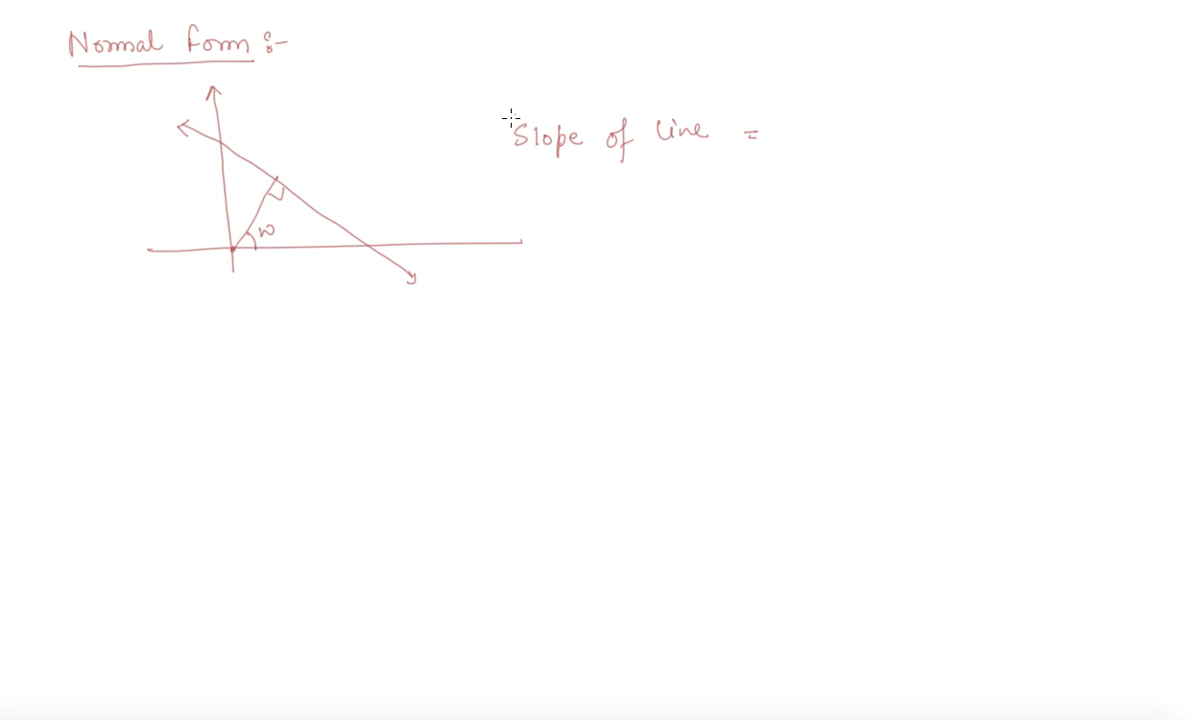 Normal form :-
Slope of line =
w